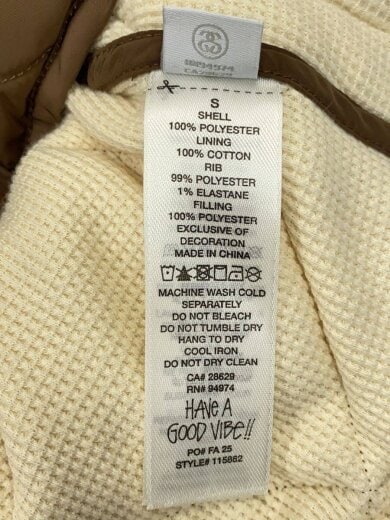 S
SHELL
100% POLYESTER
LINING
100% COTTON
RIB
99% POLYESTER
1% ELASTANE
FILLING
100% POLYESTER
EXCLUSIVE OF
DECORATION
MADE IN CHINA
MACHINE WASH COLD
SEPARATELY
DO NOT BLEACH
DO NOT TUMBLE DRY
HANG TO DRY
COOL IRON
DO NOT DRY CLEAN
CA# 28629
RN# 94974
HAVE A
GOOD VIBE!!
PO# FA 25
STYLE# 115862